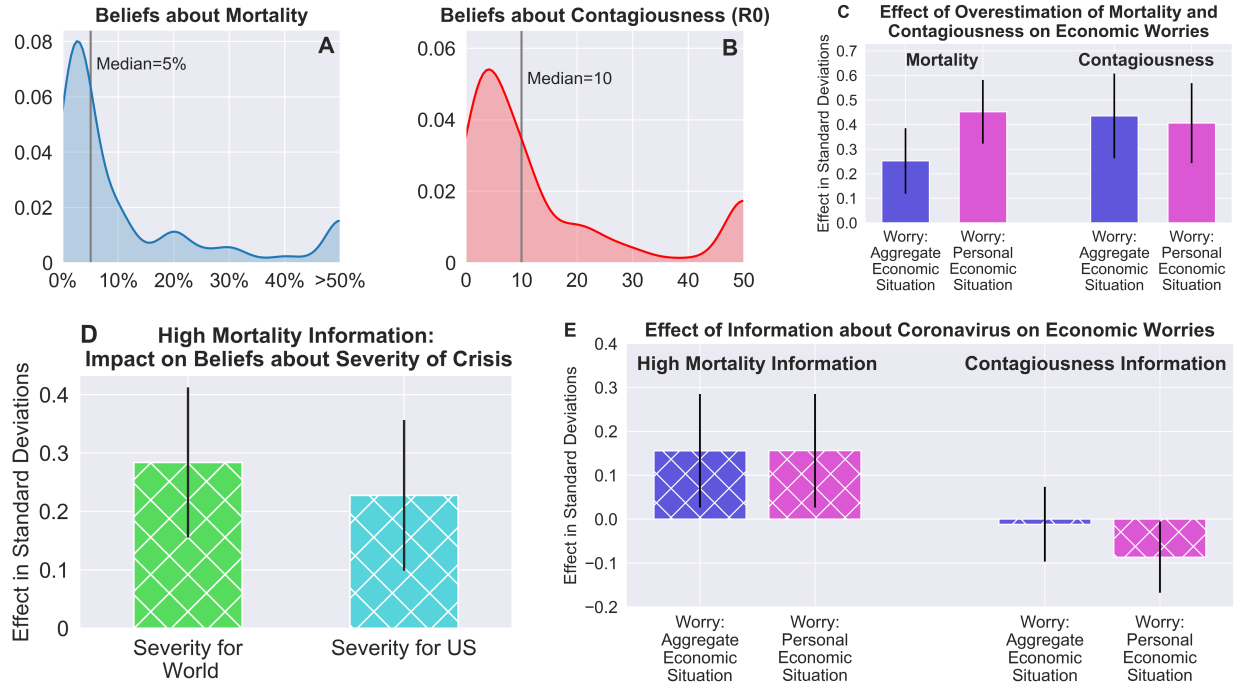 Beliefs about Mortality
A
0.08
0.06
0.04
0.02
0
Median=5%
0% 10% 20% 30% 40% >50%
Beliefs about Contagiousness (R0)
B
0.06
0.04
0.02
0
Median=10
0 10 20 30 40 50
C
Effect of Overestimation of Mortality and
Contagiousness on Economic Worries
Effect in Standard Deviations
0.7
0.6
0.5
0.4
0.3
0.2
0.1
0.0
Mortality
Contagiousness
Worry:
Aggregate
Economic
Situation
Worry:
Personal
Economic
Situation
Worry:
Aggregate
Economic
Situation
Worry:
Personal
Economic
Situation
D
High Mortality Information:
Impact on Beliefs about Severity of Crisis
Effect in Standard Deviations
0.4
0.3
0.2
0.1
0
Severity for
World
Severity for US
E
Effect of Information about Coronavirus on Economic Worries
Effect in Standard Deviations
0.4
0.3
0.2
0.1
0.0
−0.1
−0.2
High Mortality Information
Contagiousness Information
Worry:
Aggregate
Economic
Situation
Worry:
Personal
Economic
Situation
Worry:
Aggregate
Economic
Situation
Worry:
Personal
Economic
Situation